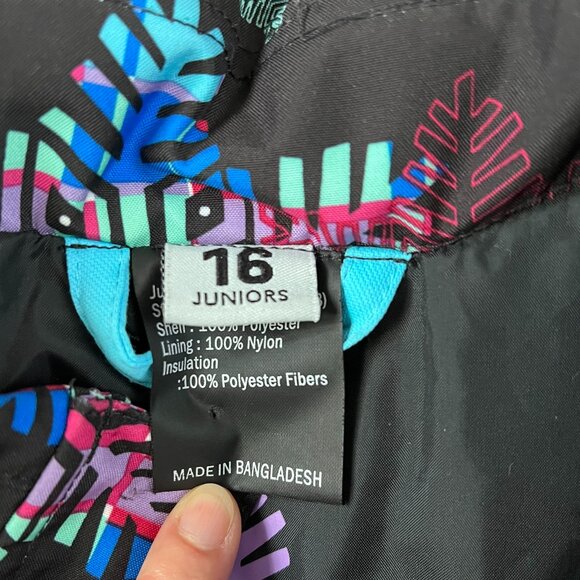 16
JUNIORS
Shell : 100% Polyester
Lining : 100% Nylon
Insulation
:100% Polyester Fibers
MADE IN BANGLADESH